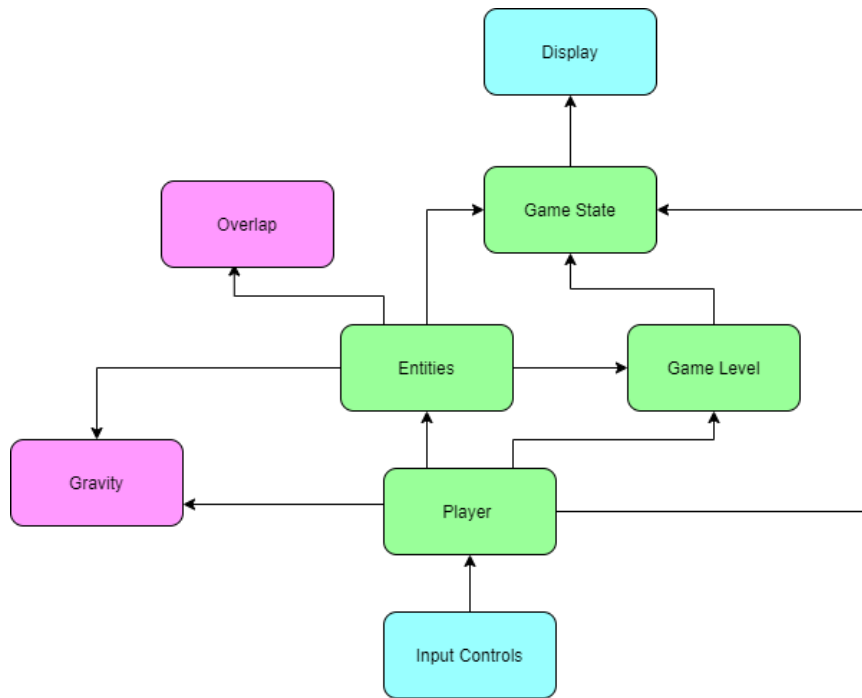 Display
Game State
Overlap
Entities
Game Level
Gravity
Player
Input Controls